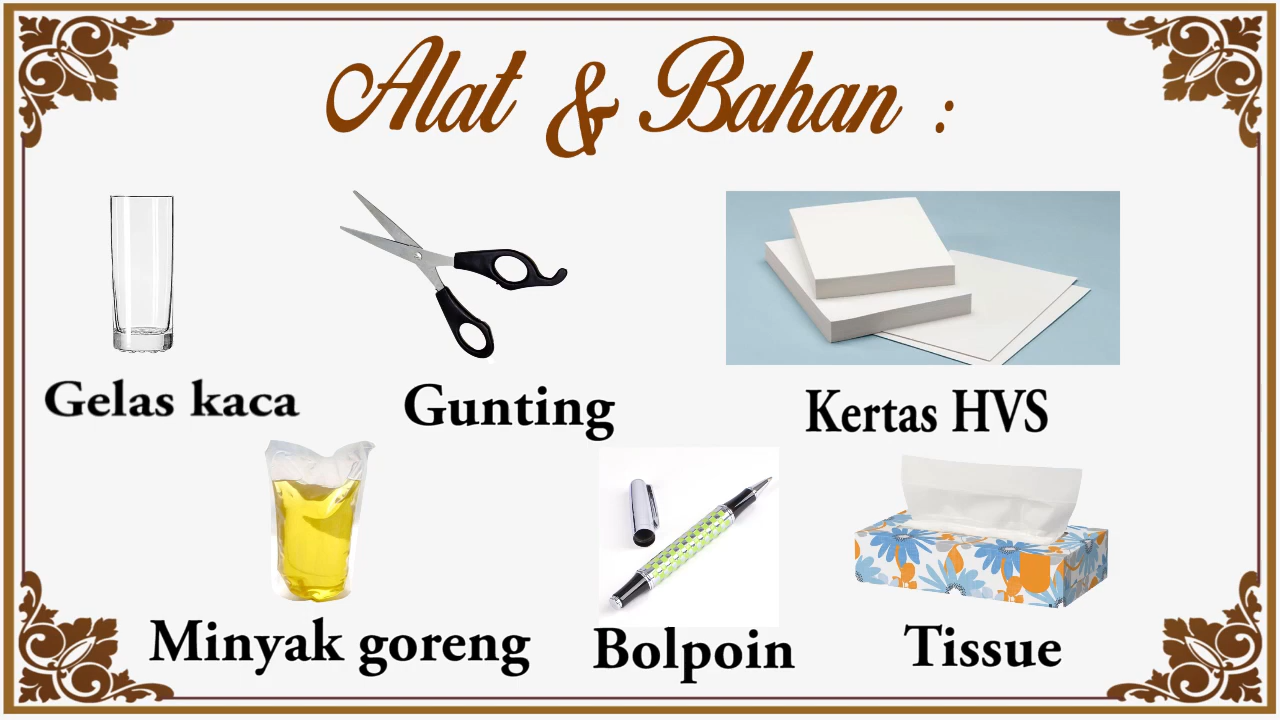 Alat & Bahan :
Gelas kaca
Gunting
Kertas HVS
Minyak goreng
Bolpoin
Tissue